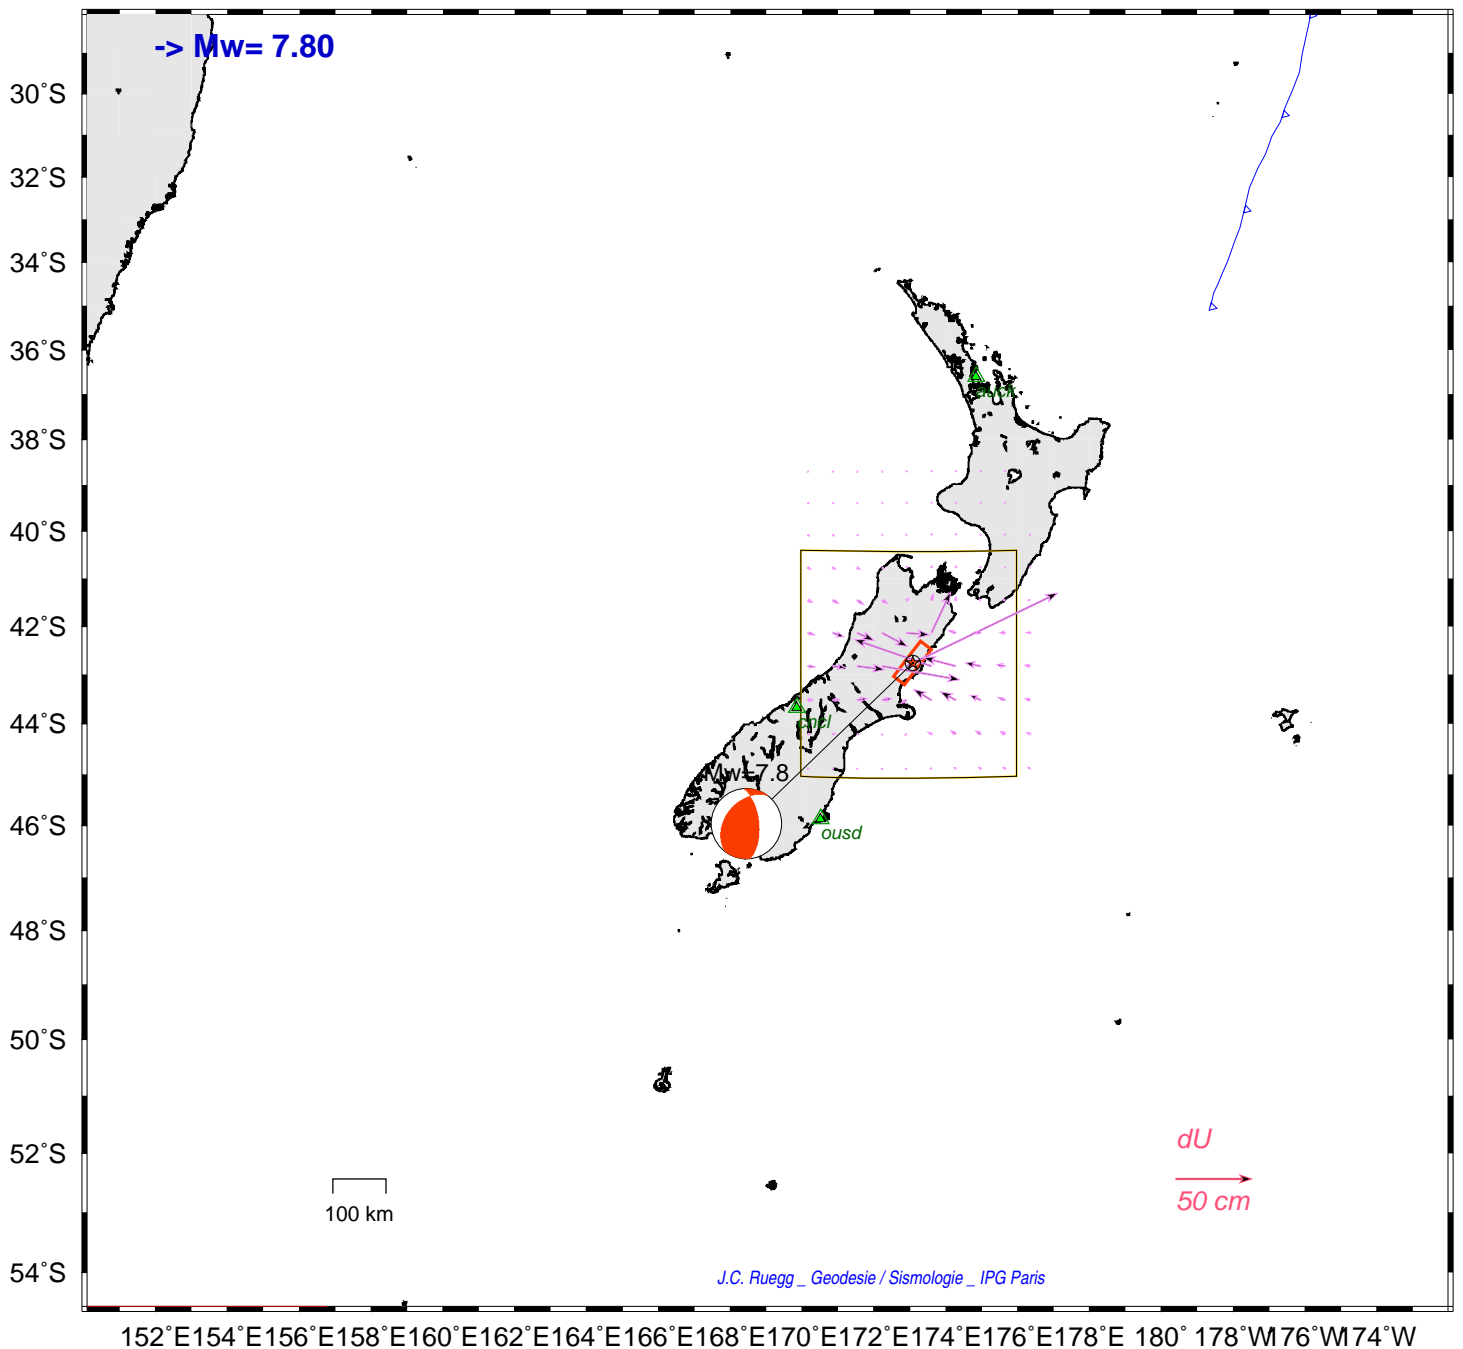 -> Mw= 7.80
30°S
32°S
34°S
36°S
auck
38°S
40°S
42°S
44°S
cncl
Mw=7.8
46°S
ousd
48°S
50°S
52°S
dU
50 cm
100 km
54°S
J.C. Ruegg _ Geodesie / Sismologie _ IPG Paris
152°E154°E156°E158°E160°E162°E164°E166°E168°E170°E172°E174°E176°E178°E 180° 178°W176°W174°W